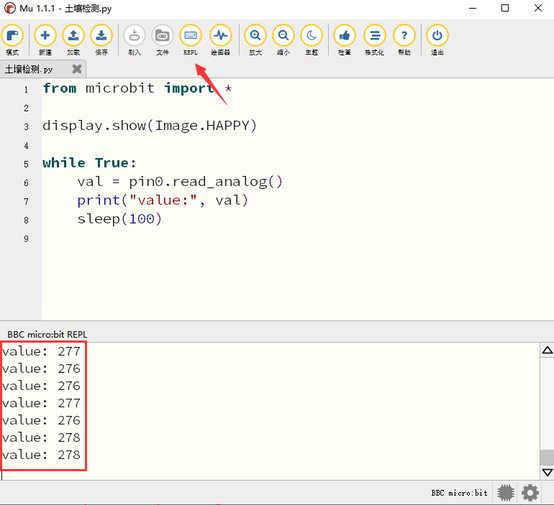 Mu 1.1.1 - 土壤检测.py
模式 新建 加载 保存 刷入 文件 REPL 绘图器 放大 缩小 主题 检查 格式化 帮助 退出
土壤检测.py
1 from microbit import *
2
3 display.show(Image.HAPPY)
4
5 while True:
6 val = pin0.read_analog()
7 print("value:", val)
8 sleep(100)
9
BBC micro:bit REPL
value: 277
value: 276
value: 276
value: 277
value: 276
value: 278
value: 278
BBC micro:bit